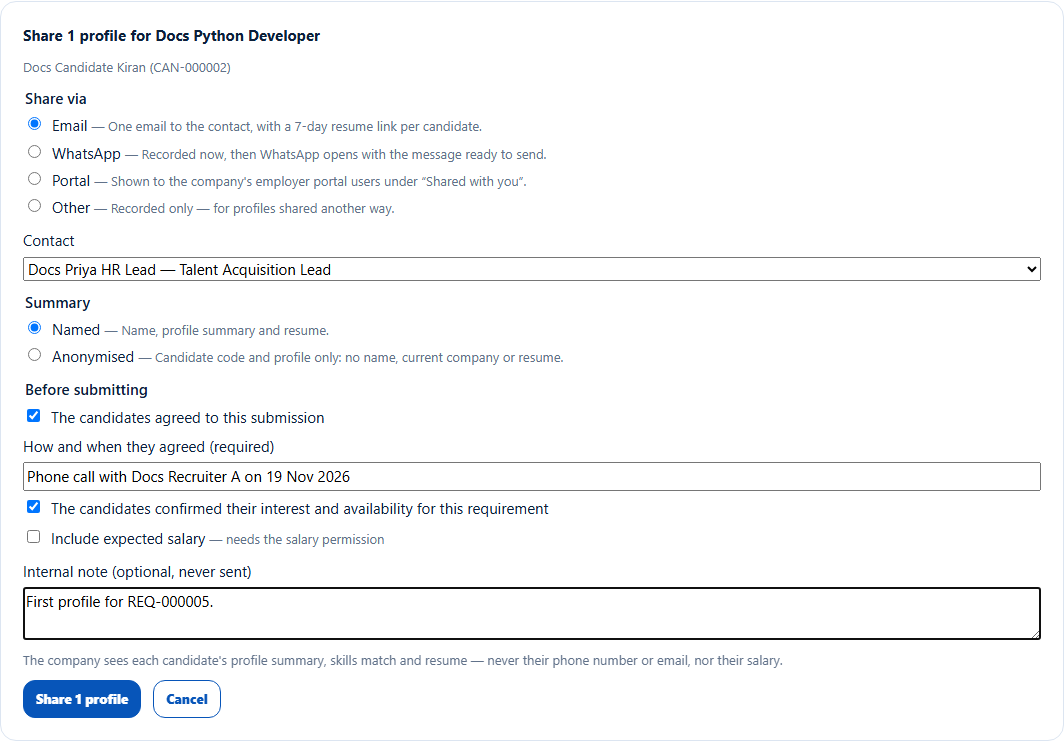 Share 1 profile for Docs Python Developer
Docs Candidate Kiran (CAN-000002)
Share via
Email — One email to the contact, with a 7-day resume link per candidate.
WhatsApp — Recorded now, then WhatsApp opens with the message ready to send.
Portal — Shown to the company's employer portal users under “Shared with you”.
Other — Recorded only — for profiles shared another way.
Contact
Docs Priya HR Lead — Talent Acquisition Lead
Summary
Named — Name, profile summary and resume.
Anonymised — Candidate code and profile only: no name, current company or resume.
Before submitting
The candidates agreed to this submission
How and when they agreed (required)
Phone call with Docs Recruiter A on 19 Nov 2026
The candidates confirmed their interest and availability for this requirement
Include expected salary — needs the salary permission
Internal note (optional, never sent)
First profile for REQ-000005.
The company sees each candidate's profile summary, skills match and resume — never their phone number or email, nor their salary.
Share 1 profile Cancel